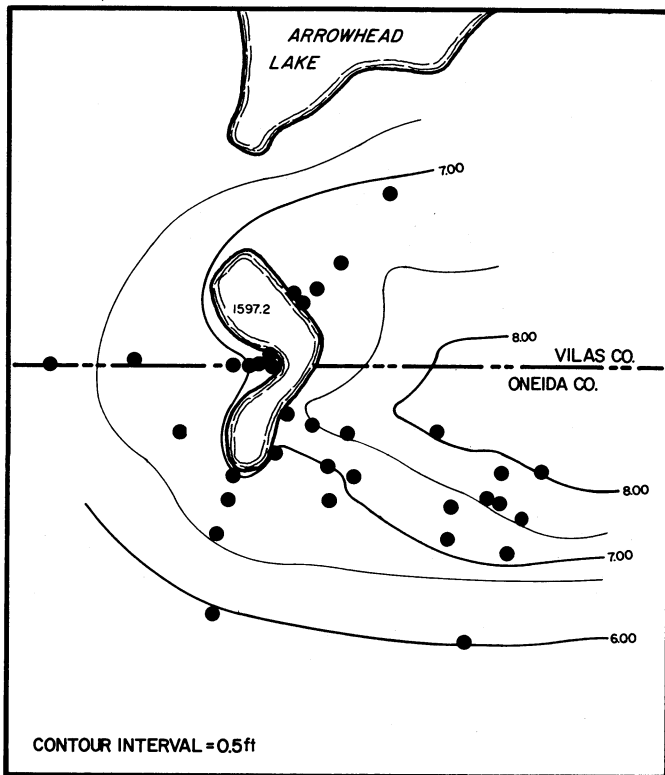 ARROWHEAD
LAKE
7.00
1597.2
8.00
VILAS CO.
ONEIDA CO.
8.00
7.00
6.00
CONTOUR INTERVAL = 0.5 ft